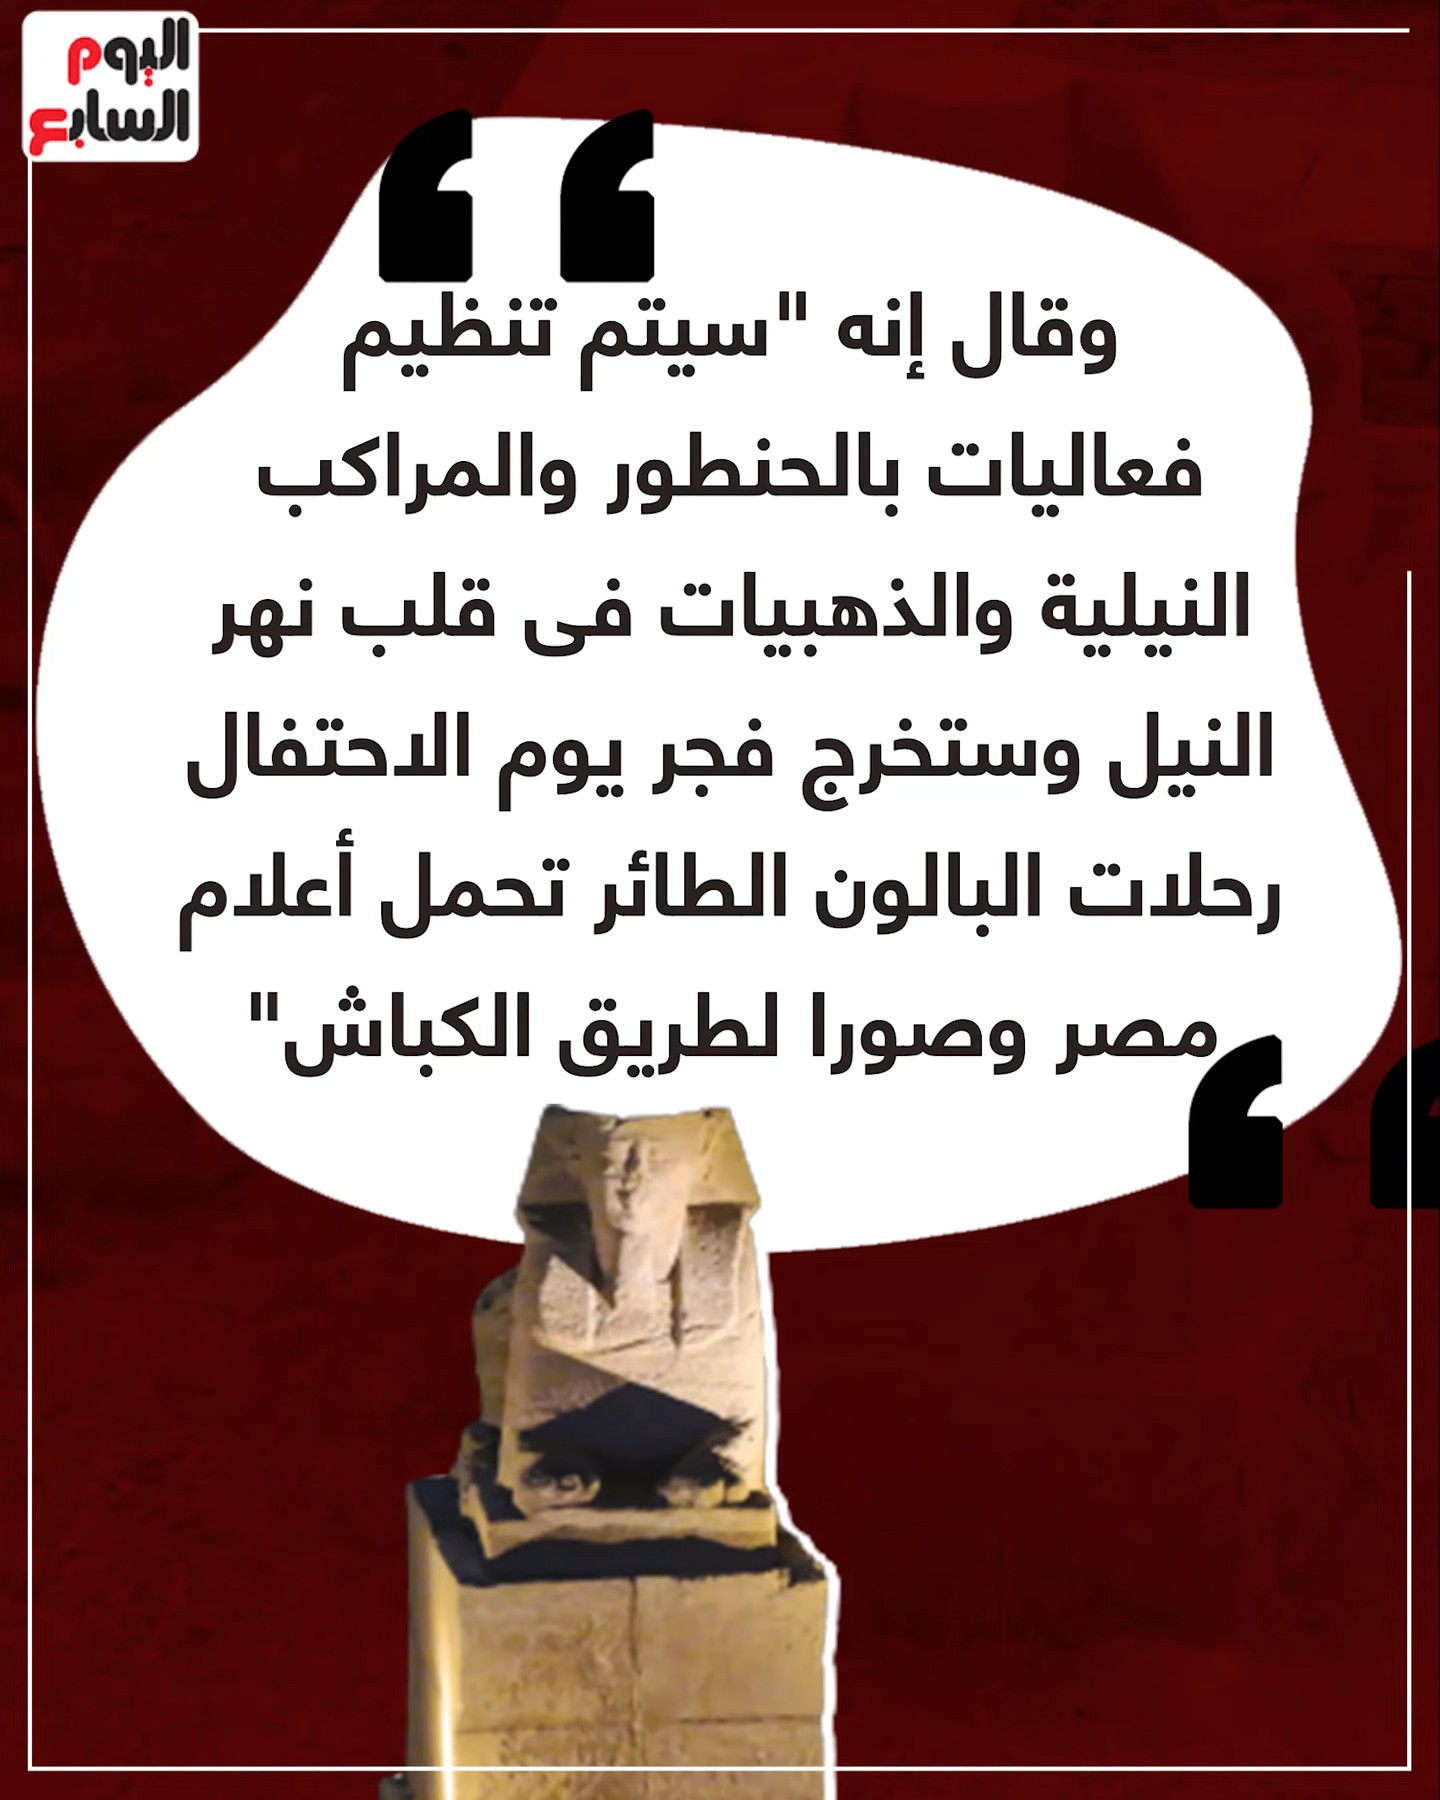 اليوم
السابع
وقال إنه "سيتم تنظيم
فعاليات بالحنطور والمراكب
النيلية والذهبيات فى قلب نهر
النيل وستخرج فجر يوم الاحتفال
رحلات البالون الطائر تحمل أعلام
مصر وصورا لطريق الكباش"